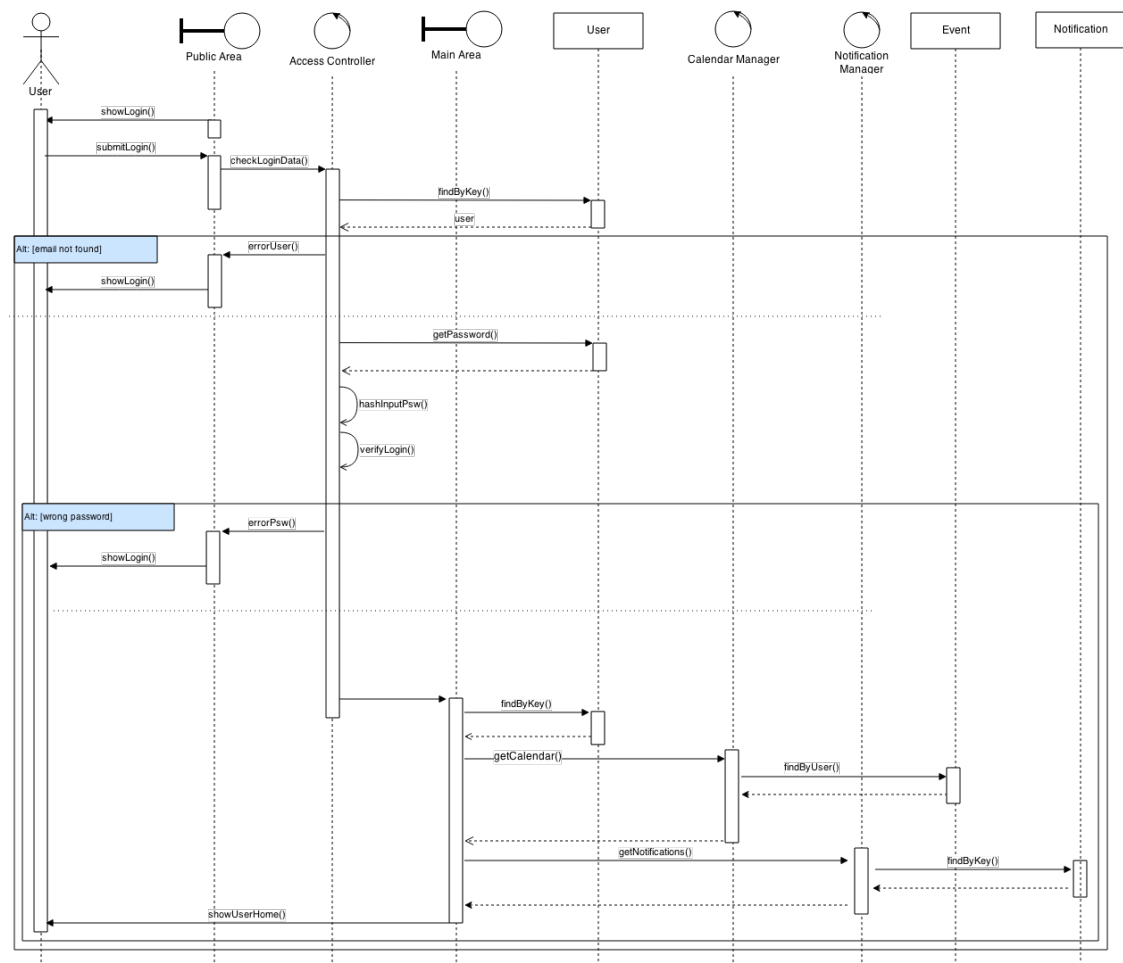 User
Public Area
Access Controller
Main Area
User
Calendar Manager
Notification
Manager
Event
Notification
showLogin()
submitLogin()
checkLoginData()
findByKey()
user
Alt: [email not found]
errorUser()
showLogin()
getPassword()
hashInputPsw()
verifyLogin()
Alt: [wrong password]
errorPsw()
showLogin()
findByKey()
getCalendar()
findByUser()
getNotifications()
findByKey()
showUserHome()